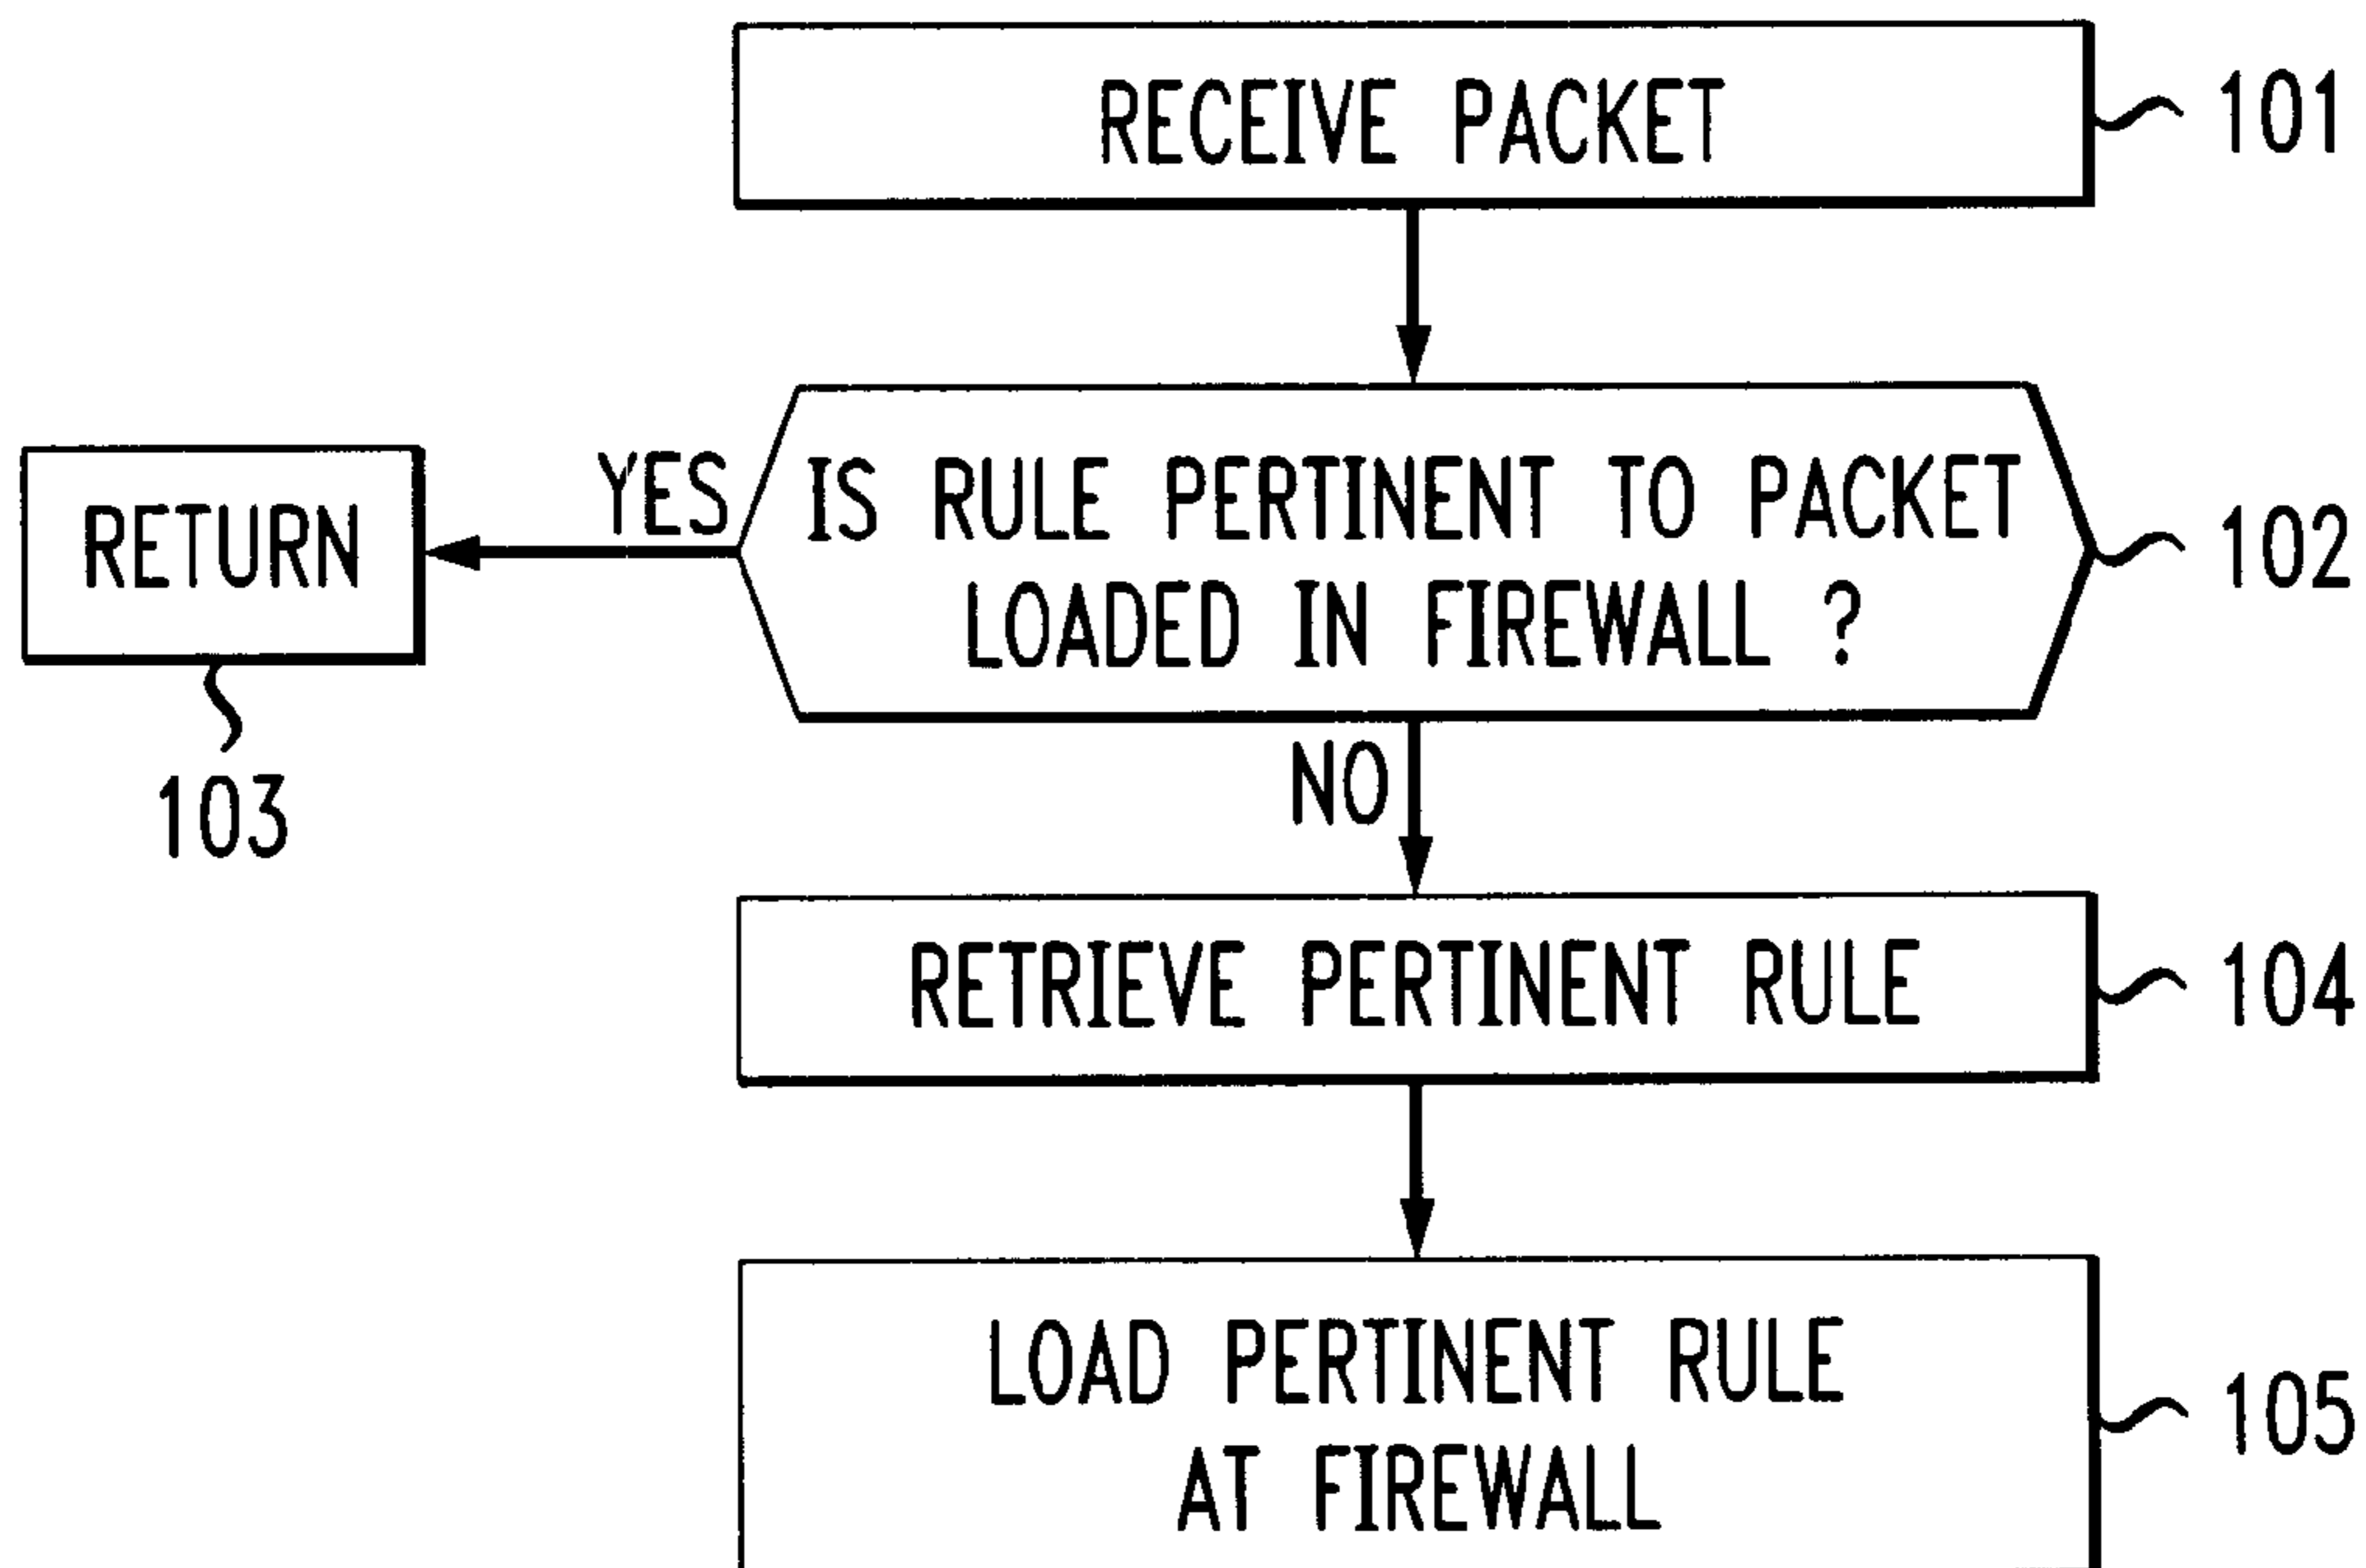 RECEIVE PACKET
101
YES
IS RULE PERTINENT TO PACKET
LOADED IN FIREWALL ?
102
RETURN
103
NO
RETRIEVE PERTINENT RULE
104
LOAD PERTINENT RULE
AT FIREWALL
105